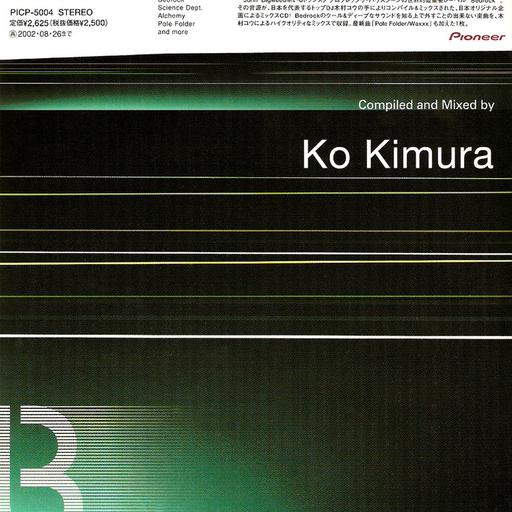 PICP-5004 STEREO
定価¥2,625(税抜価格¥2,500)
2002・08・26まで
Bedrock
Science Dept.
Alchemy
Pole Folder
and more
その音源が、日本を代表するトップDJ木村コウの手によりコンパイル&ミックスされた、日本オリジナル企
画によるミックスCD! Bedrockのクール&ディープなサウンドを知る上で外すことの出来ない楽曲を、木
村コウによるハイクオリティなミックスで収録。最新曲「Pole Folder/Waxxx」も加えた1枚。
Pioneer
Compiled and Mixed by
Ko Kimura
B